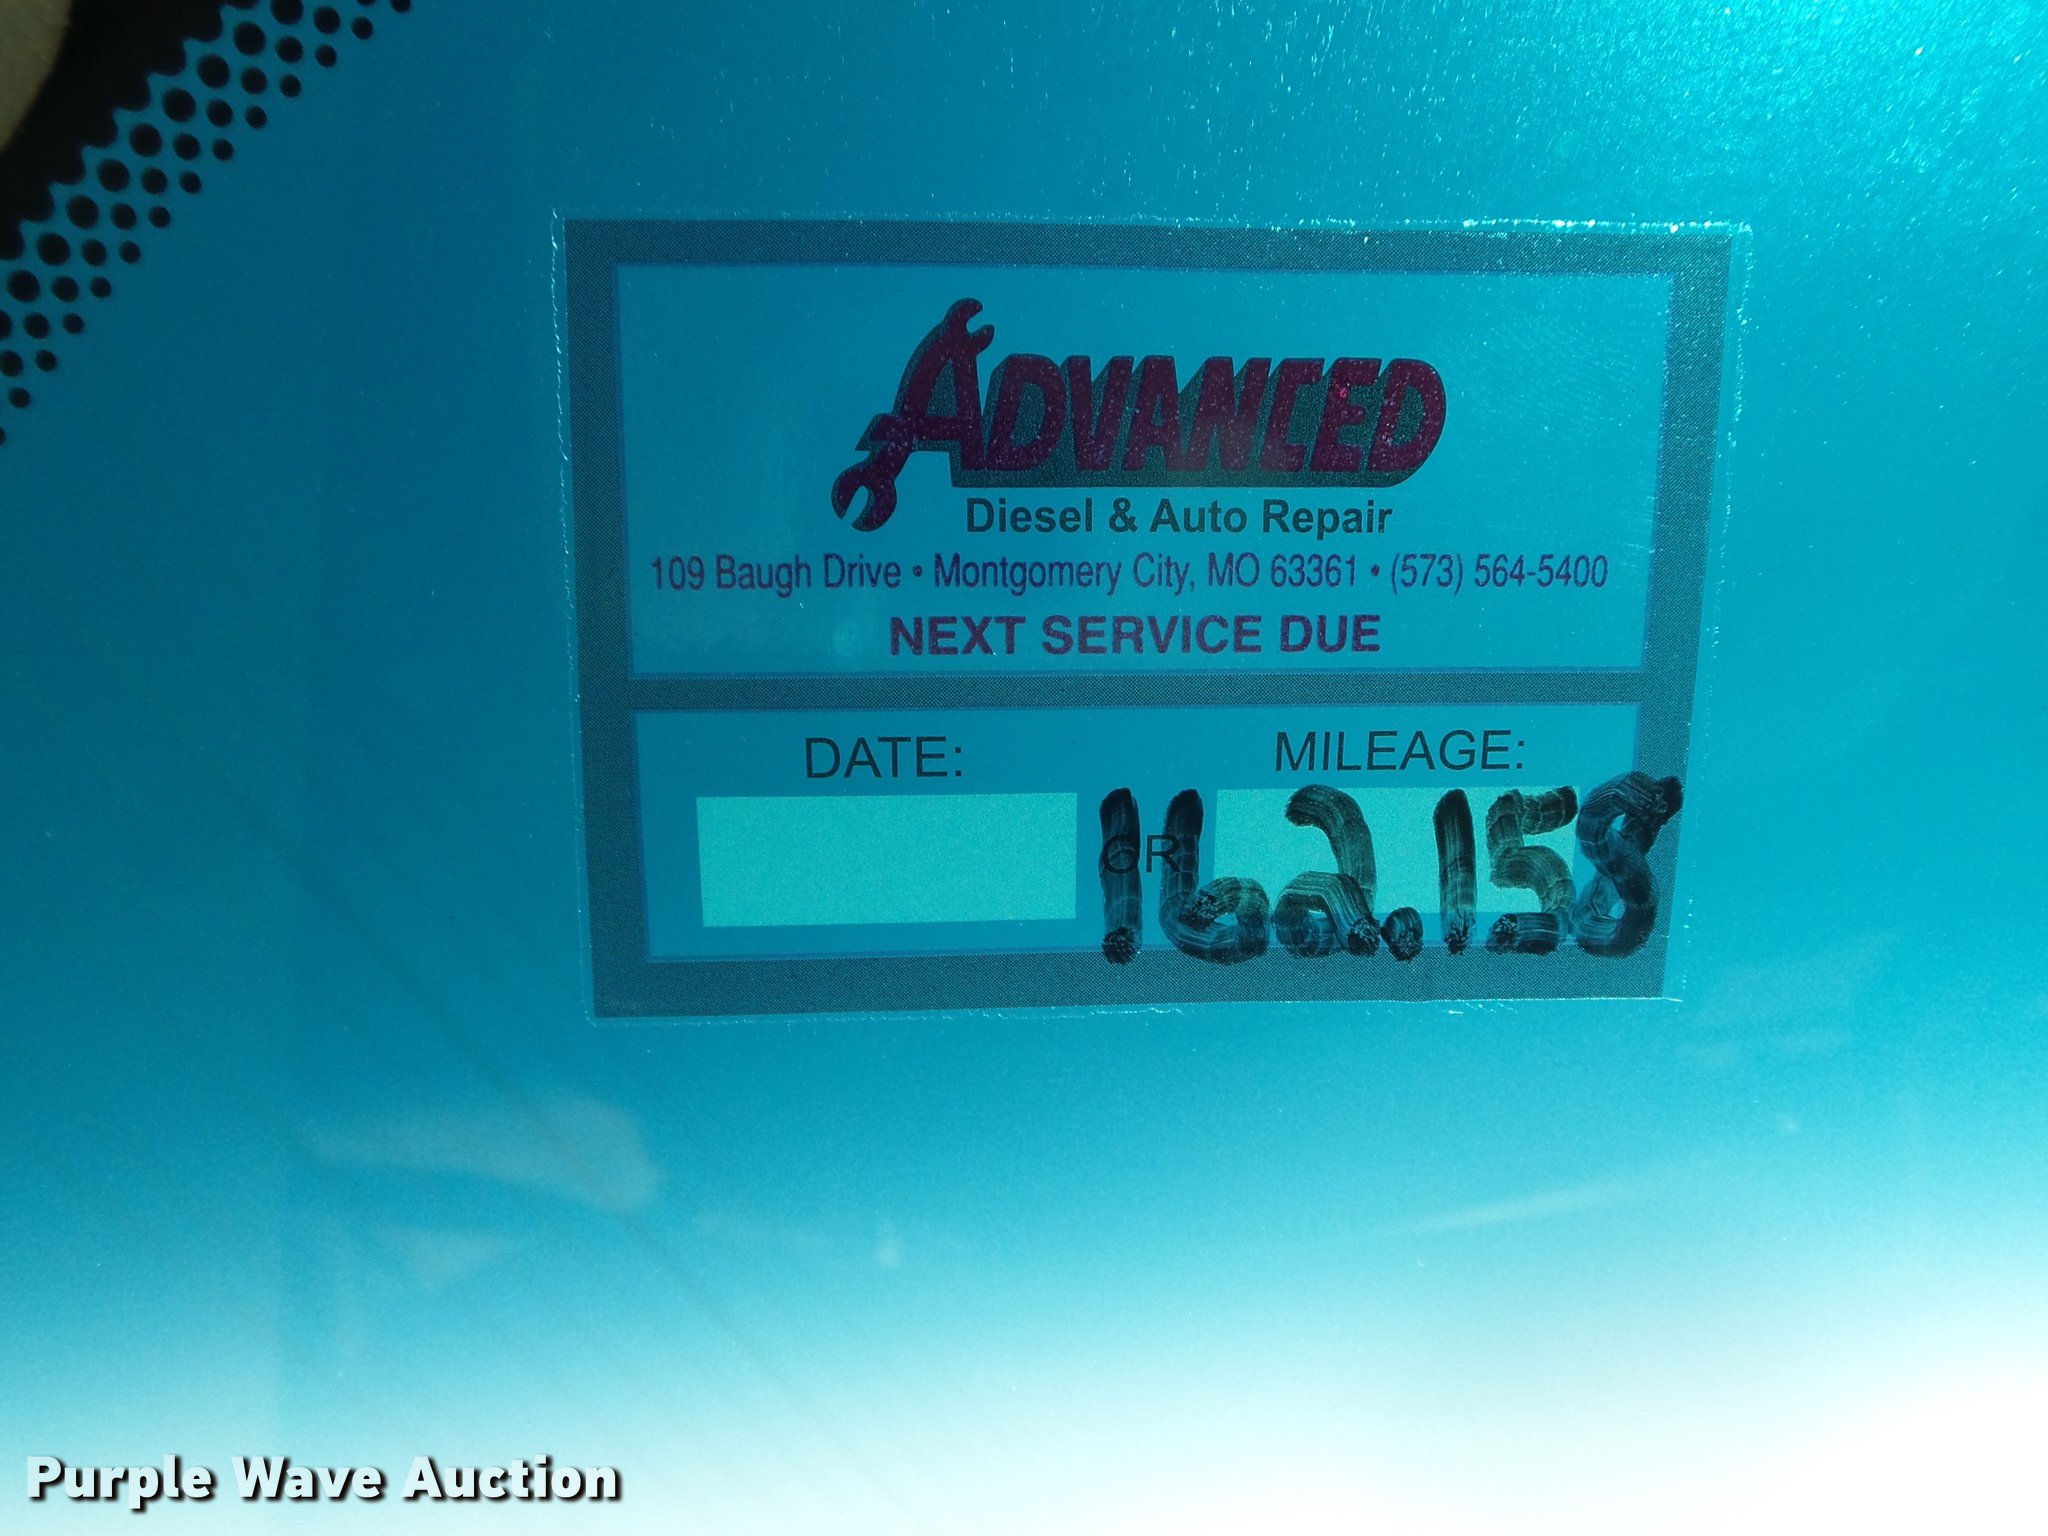 ADVANCED
Diesel & Auto Repair
109 Baugh Drive • Montgomery City, MO 63361 • (573) 564-5400
NEXT SERVICE DUE
DATE: MILEAGE:
OR 162,158
Purple Wave Auction